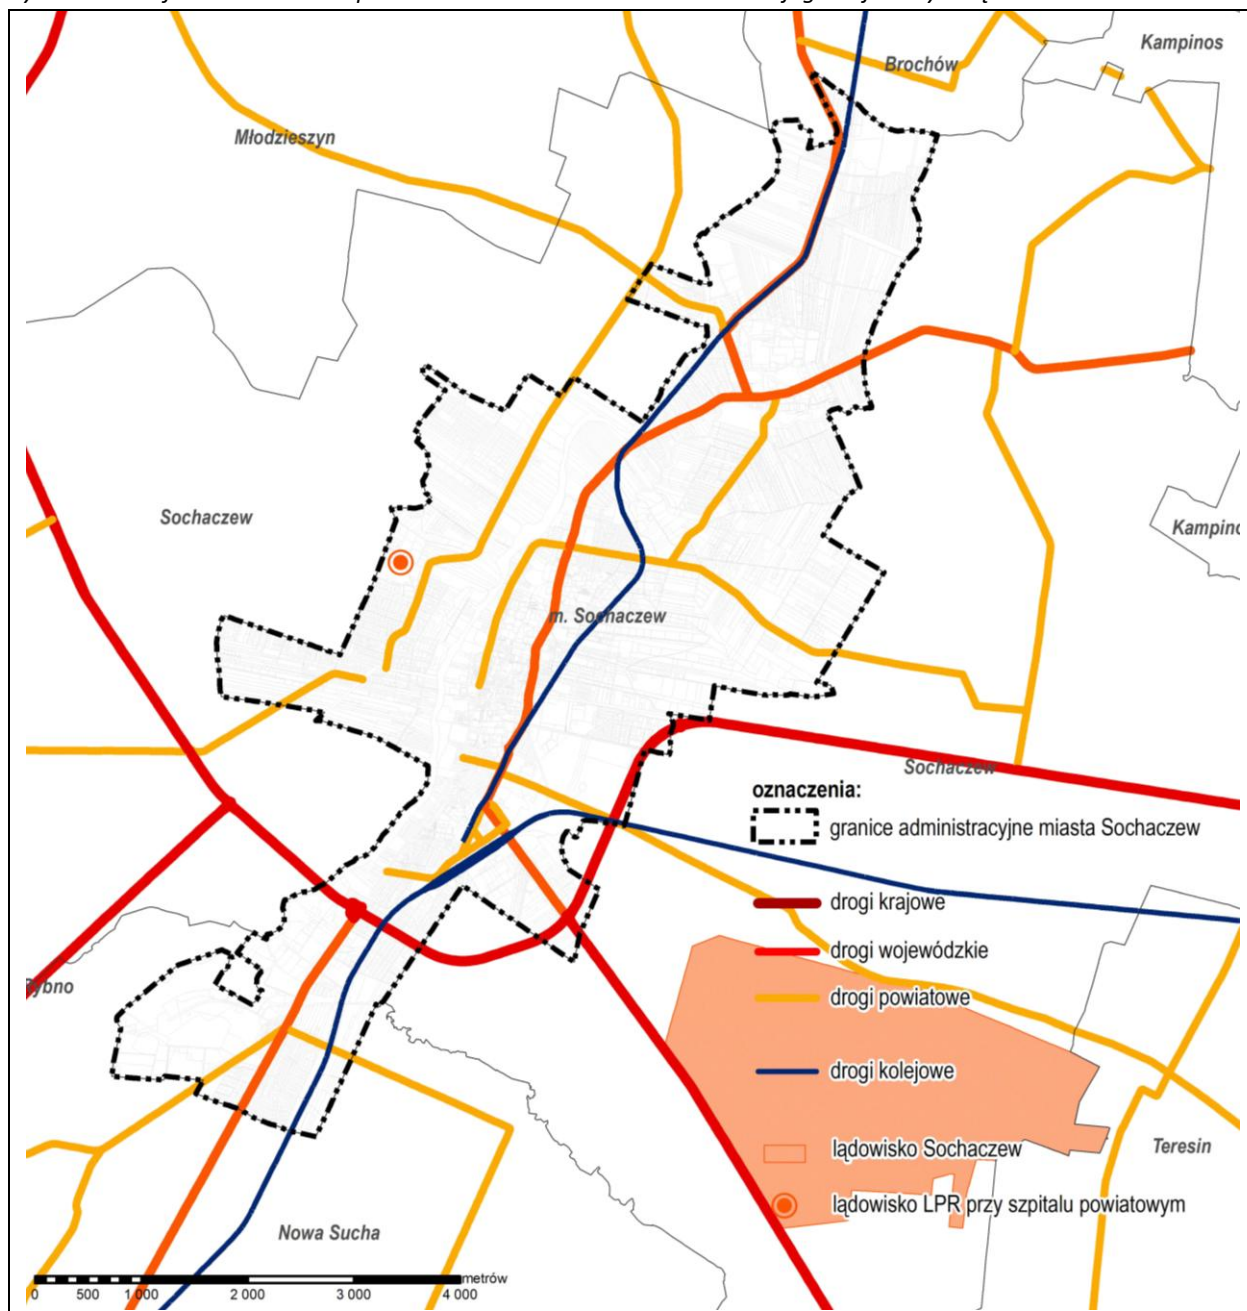 Kampinos
Brochów
Młodzieszyn
Sochaczew
Kampino
m. Sochaczew
Sochaczew
oznaczenia:
granice administracyjne miasta Sochaczew
drogi krajowe
drogi wojewódzkie
Rybno
drogi powiatowe
drogi kolejowe
lądowisko Sochaczew
Teresin
lądowisko LPR przy szpitalu powiatowym
Nowa Sucha
metrów
0 500 1 000 2 000 3 000 4 000